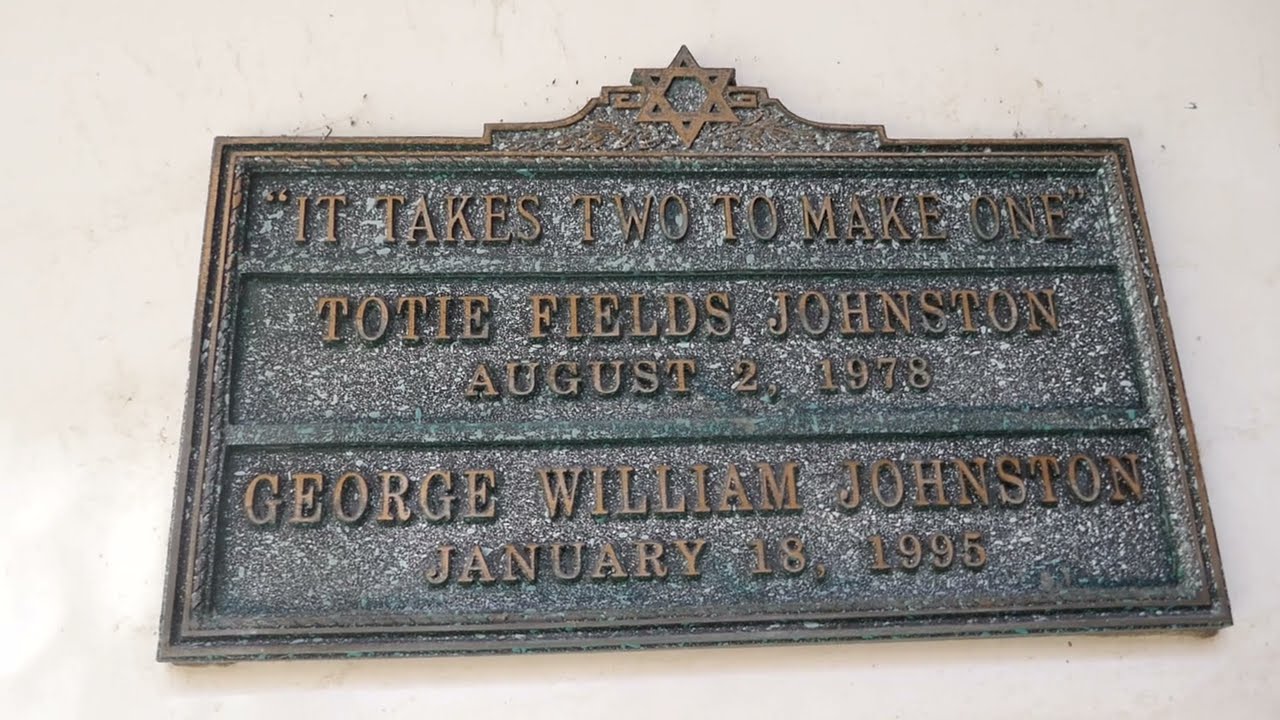 “IT TAKES TWO TO MAKE ONE”
TOTIE FIELDS JOHNSTON
AUGUST 2, 1978
GEORGE WILLIAM JOHNSTON
JANUARY 18, 1995